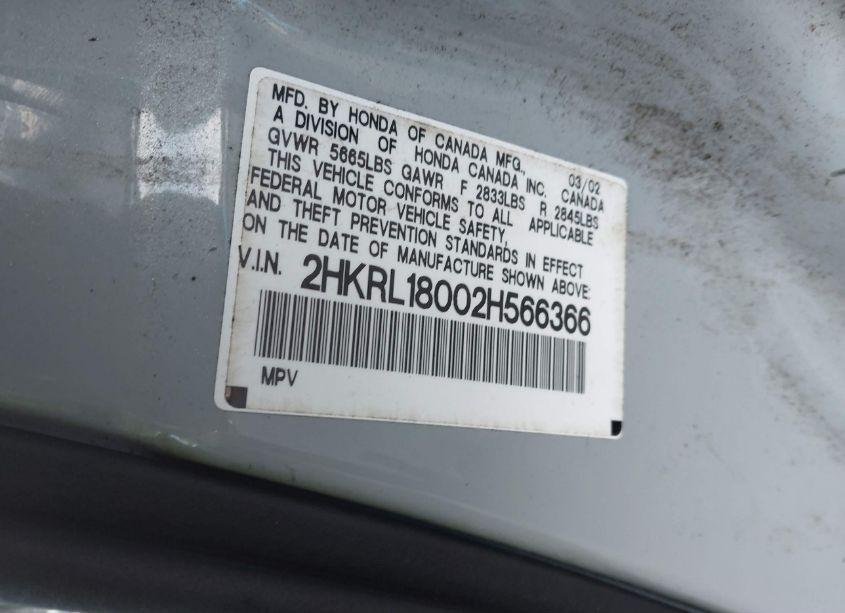 MFD. BY HONDA OF CANADA MFG., 03/02
A DIVISION OF HONDA CANADA INC. CANADA
GVWR 5665LBS GAWR F 2833LBS R 2845LBS
THIS VEHICLE CONFORMS TO ALL APPLICABLE
FEDERAL MOTOR VEHICLE SAFETY,
AND THEFT PREVENTION STANDARDS IN EFFECT
ON THE DATE OF MANUFACTURE SHOWN ABOVE:
V.I.N. 2HKRL18002H566366
MPV